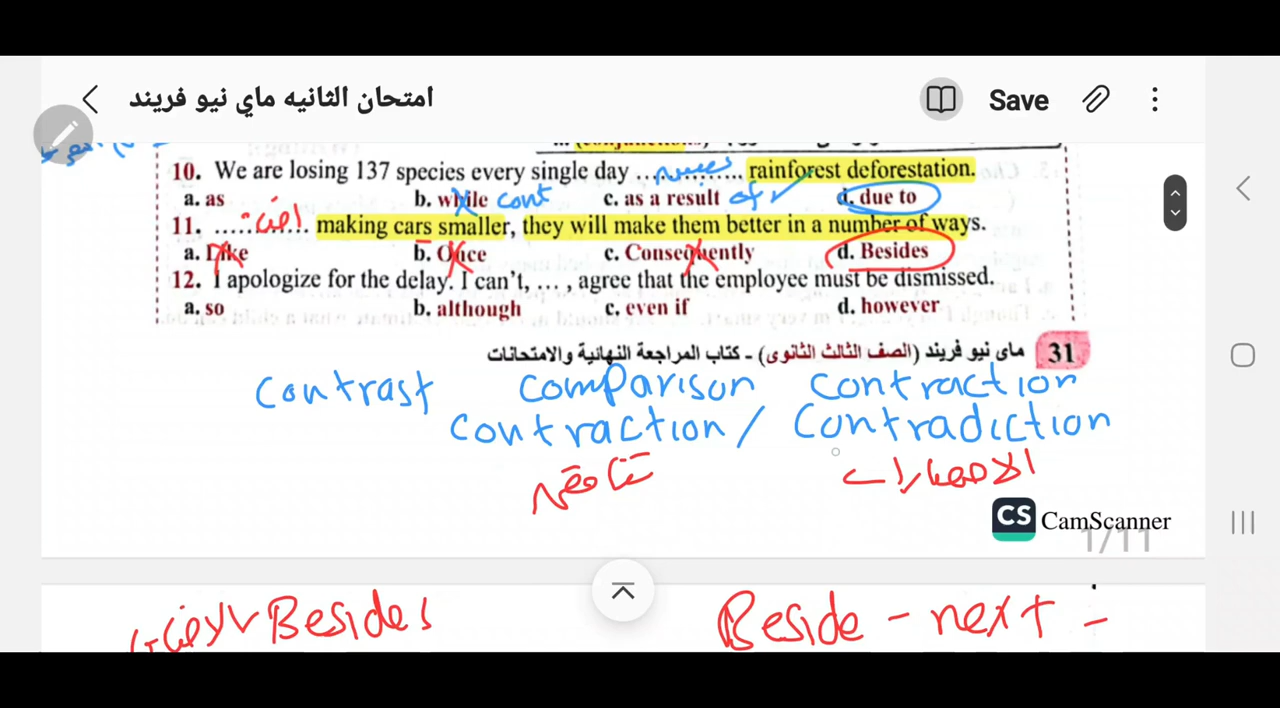 امتحان الثانيه ماي نيو فريند
Save
10. We are losing 137 species every single day ............... rainforest deforestation.
a. as b. while cont c. as a result of d. due to
11. ............... making cars smaller, they will make them better in a number of ways.
a. Like b. Once c. Consequently d. Besides
12. I apologize for the delay. I can't, ... , agree that the employee must be dismissed.
a. so b. although c. even if d. however
31 ماى نيو فريند (الصف الثالث الثانوى) - كتاب المراجعة النهائية والامتحانات
contrast comparison contraction
contraction / contradiction
CS CamScanner
1/11
Besides
Beside - next -